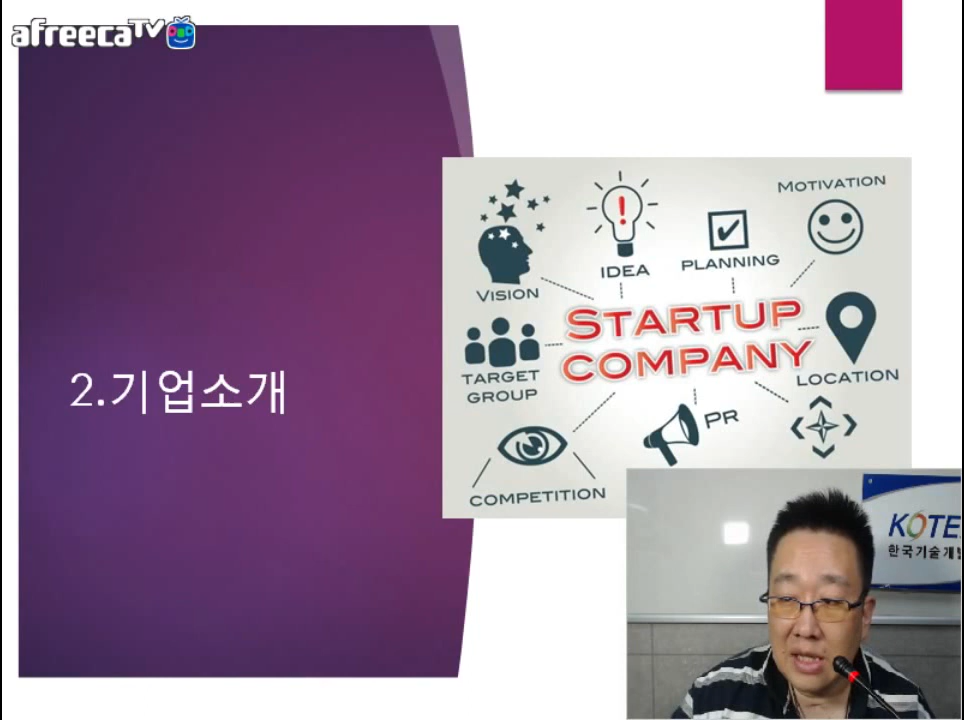 afreecaTV
2.기업소개
MOTIVATION
IDEA
PLANNING
VISION
STARTUP
COMPANY
TARGET
GROUP
LOCATION
PR
COMPETITION
KOTE
한국기술개